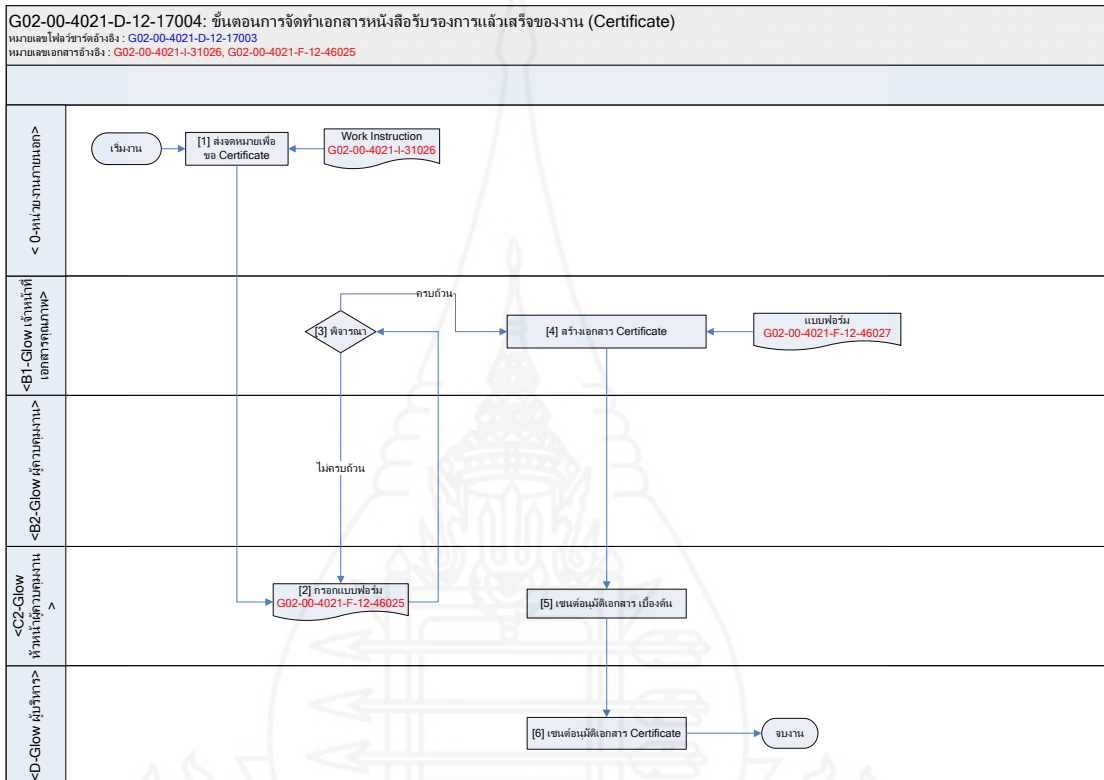 G02-00-4021-D-12-17004: ขั้นตอนการจัดทำเอกสารหนังสือรับรองการแล้วเสร็จของงาน (Certificate)
หมายเลขโฟลว์ชาร์ตอ้างอิง : G02-00-4021-D-12-17003
หมายเลขเอกสารอ้างอิง : G02-00-4021-I-31026, G02-00-4021-F-12-46025
< 0-หน่วยงานภายนอก>
เริ่มงาน
[1] ส่งจดหมายเพื่อ
ขอ Certificate
Work Instruction
G02-00-4021-I-31026
<B1-Glow เจ้าหน้าที่
เอกสารคุณภาพ>
ครบถ้วน
[3] พิจารณา
[4] สร้างเอกสาร Certificate
แบบฟอร์ม
G02-00-4021-F-12-46027
<B2-Glow ผู้ควบคุมงาน>
ไม่ครบถ้วน
<C2-Glow
หัวหน้าผู้ควบคุมงาน
>
[2] กรอกแบบฟอร์ม
G02-00-4021-F-12-46025
[5] เซนต์อนุมัติเอกสาร เบื้องต้น
<D-Glow ผู้บริหาร>
[6] เซนต์อนุมัติเอกสาร Certificate
จบงาน